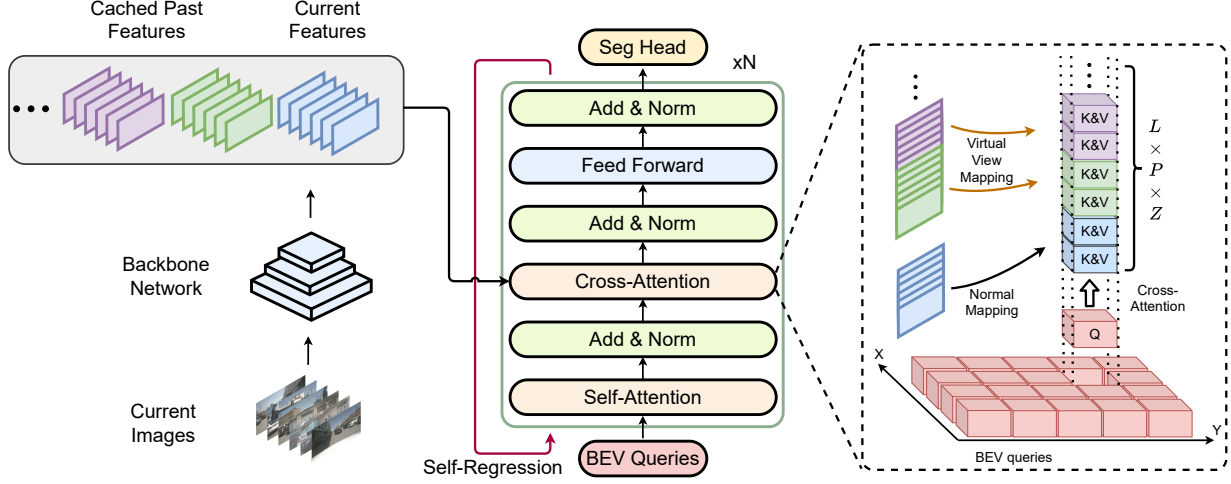 Cached Past
Features
Current
Features
Backbone
Network
Current
Images
Seg Head
xN
Add & Norm
Feed Forward
Add & Norm
Cross-Attention
Add & Norm
Self-Attention
BEV Queries
Self-Regression
Virtual
View
Mapping
Normal
Mapping
K&V
K&V
K&V
K&V
K&V
K&V
L
×
P
×
Z
Cross-
Attention
Q
X
Y
BEV queries